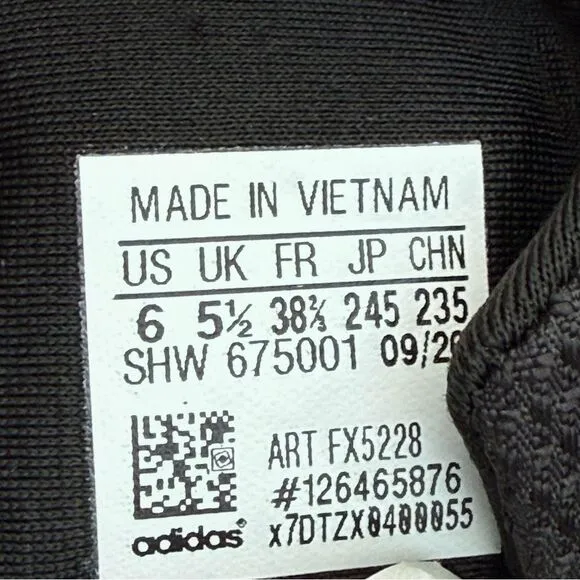 MADE IN VIETNAM
US UK FR JP CHN
6 5½ 38⅔ 245 235
SHW 675001 09/20
ART FX5228
#126465876
adidas® x7DTZX0400055